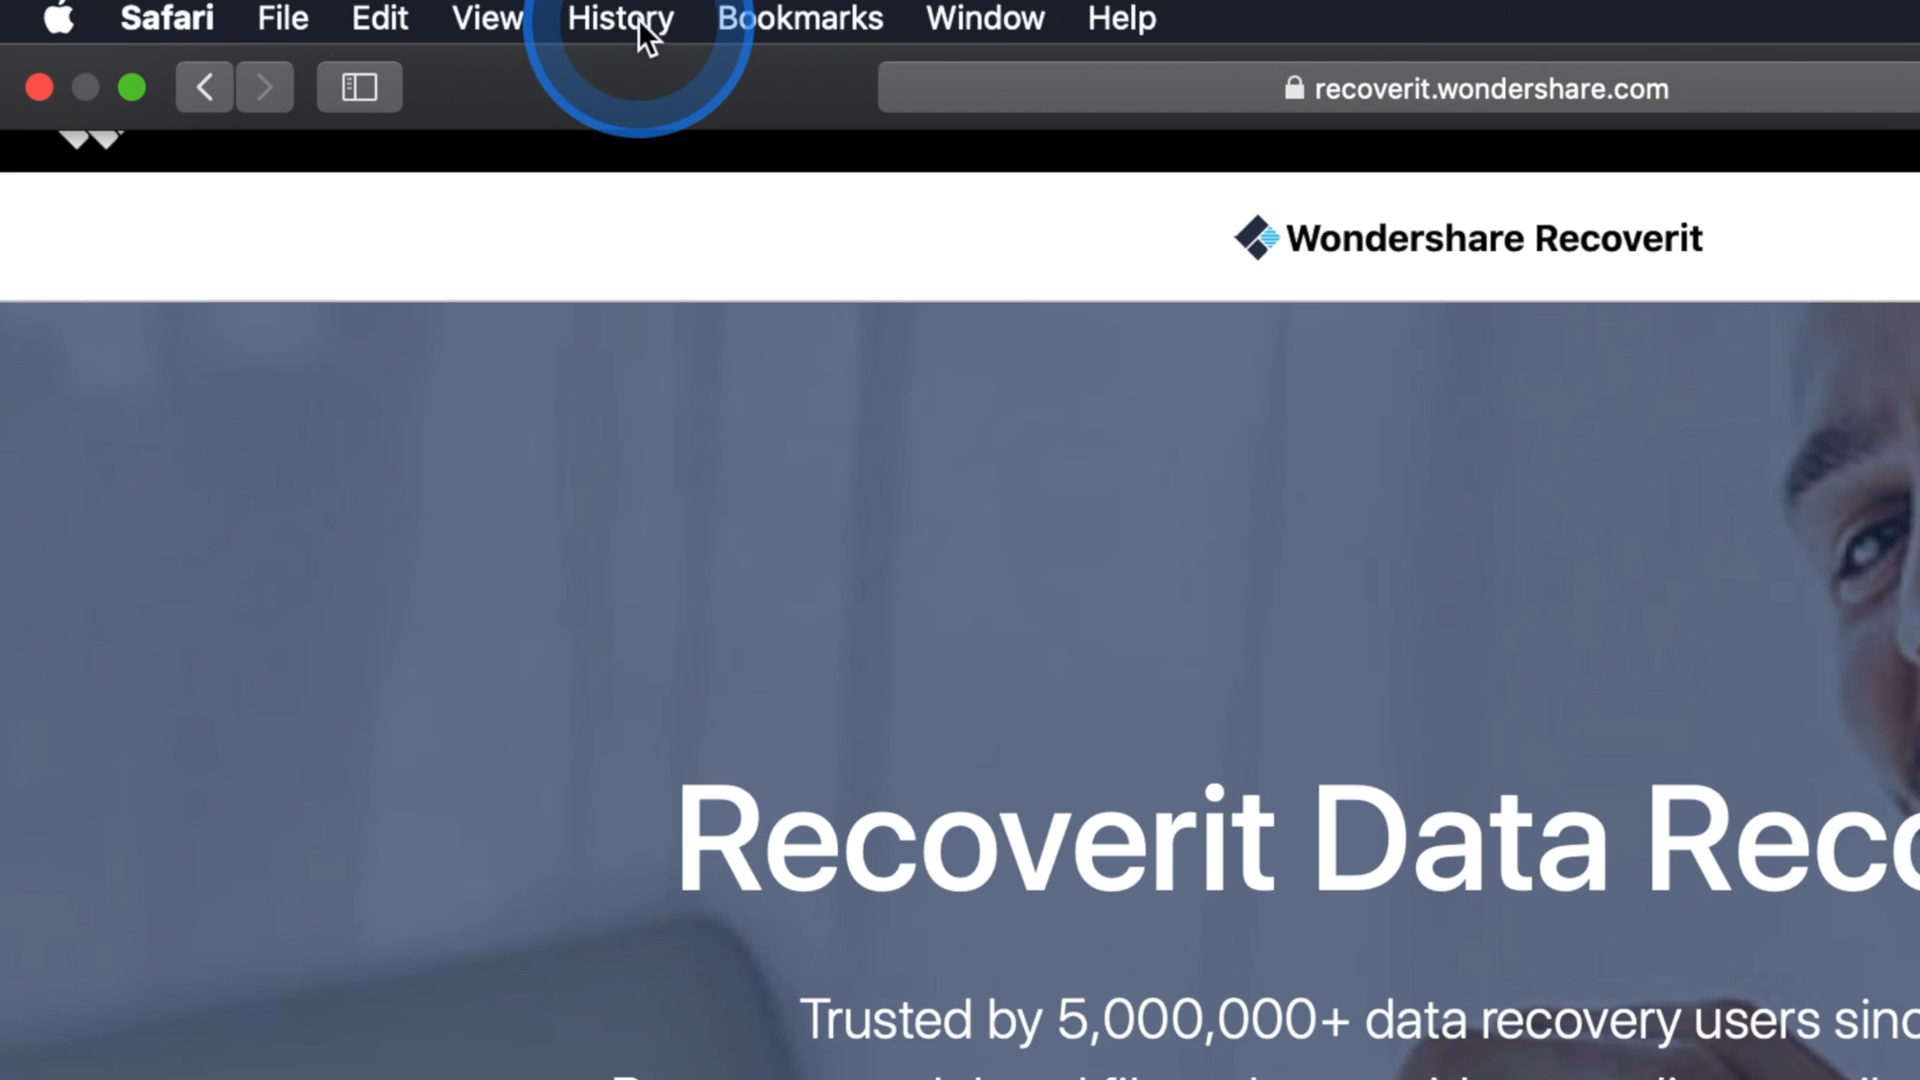 Safari File Edit View History Bookmarks Window Help
recoverit.wondershare.com
Wondershare Recoverit
Recoverit Data Reco
Trusted by 5,000,000+ data recovery users sinc